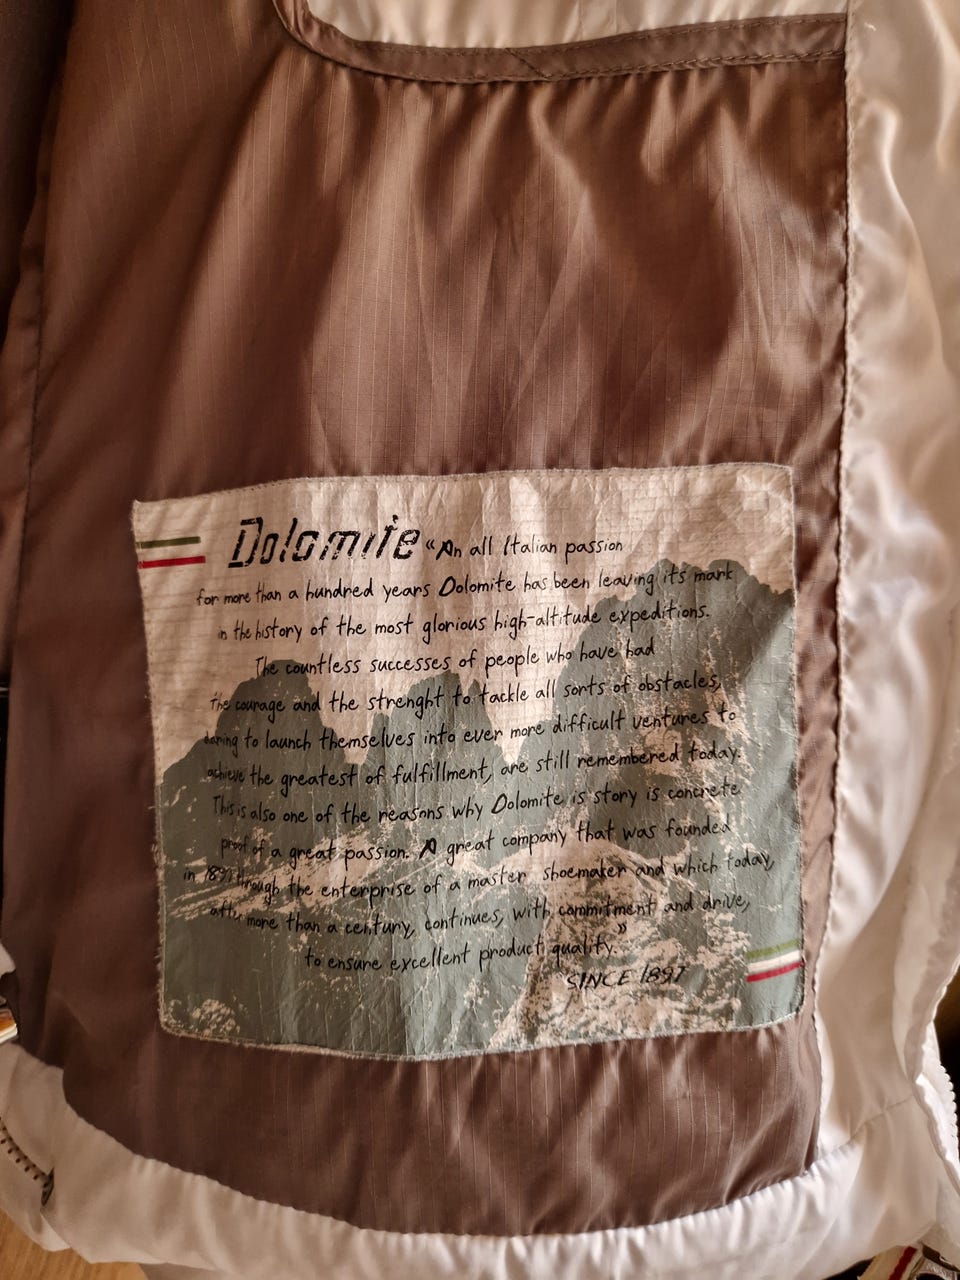 Dolomite «An all Italian passion
for more than a hundred years Dolomite has been leaving its mark
in the history of the most glorious high-altitude expeditions.
The countless successes of people who have had
the courage and the strenght to tackle all sorts of obstacles,
daring to launch themselves into ever more difficult ventures to
achieve the greatest of fulfillment, are still remembered today.
This is also one of the reasons why Dolomite is story is concrete
proof of a great passion. A great company that was founded
in 1897 through the enterprise of a master shoemaker and which today,
after more than a century, continues, with commitment and drive,
to ensure excellent product quality.»
SINCE 1897